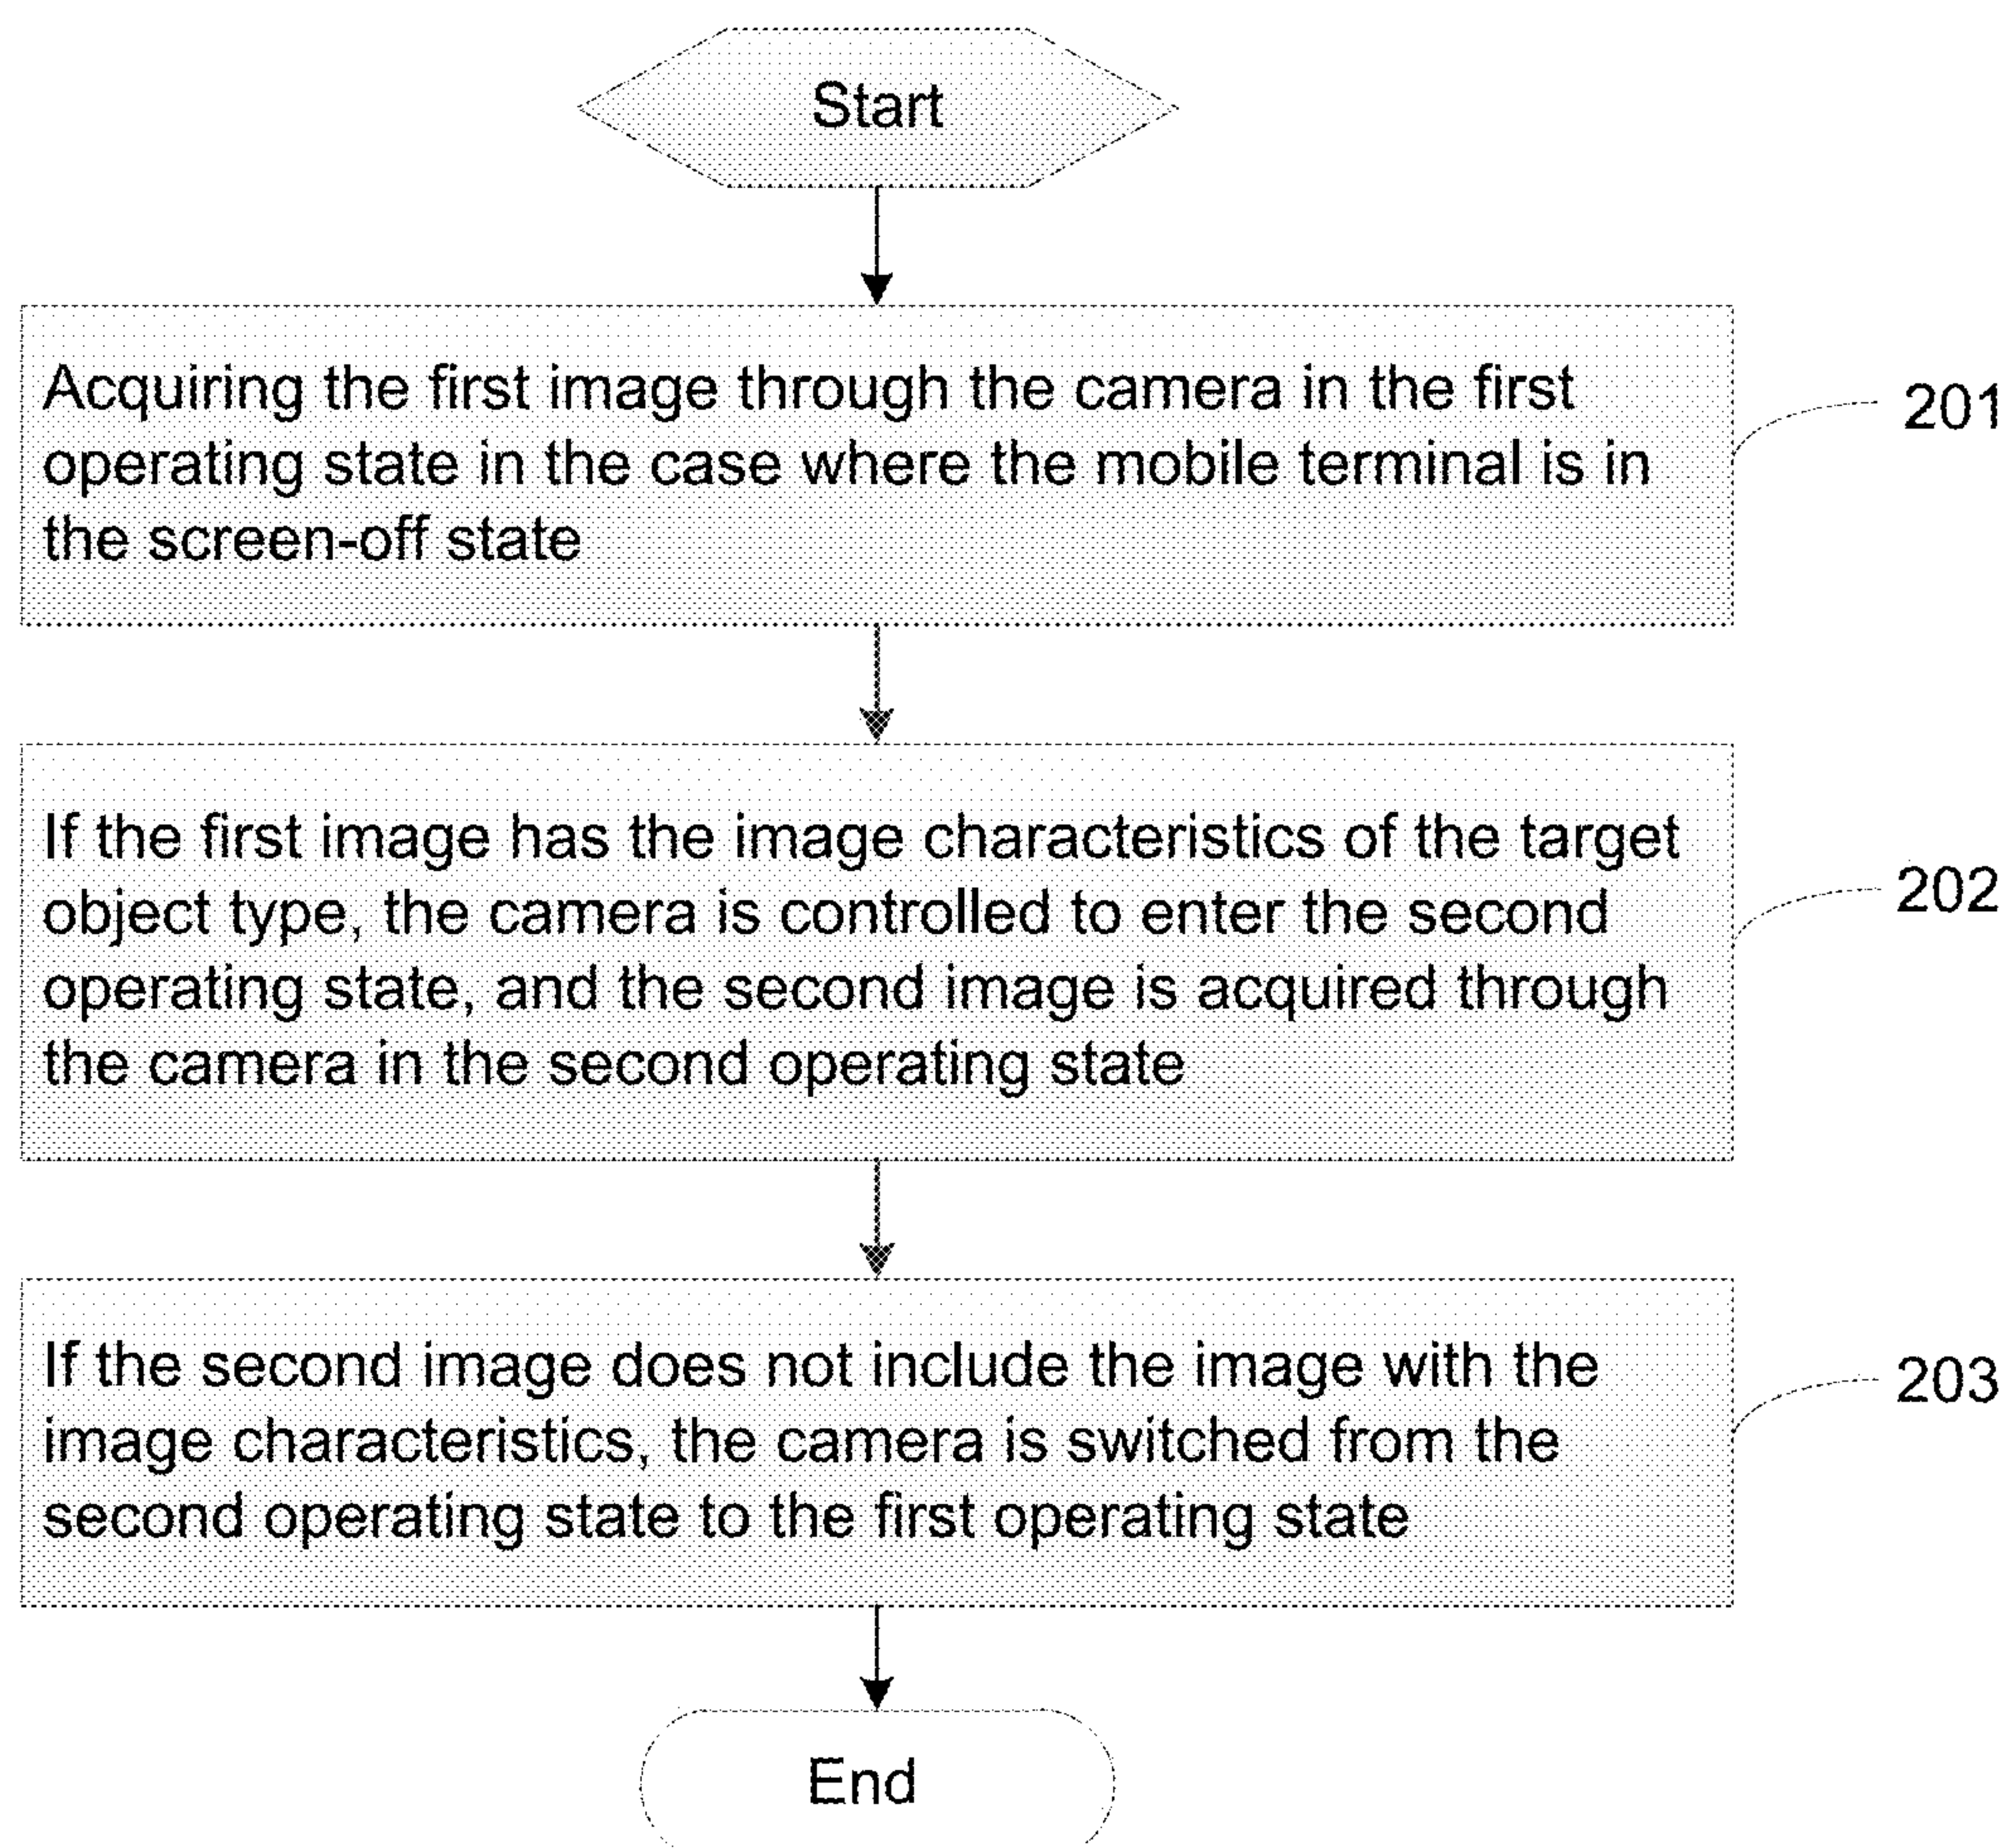 Start
Acquiring the first image through the camera in the first
operating state in the case where the mobile terminal is in
the screen-off state
201
If the first image has the image characteristics of the target
object type, the camera is controlled to enter the second
operating state, and the second image is acquired through
the camera in the second operating state
202
If the second image does not include the image with the
image characteristics, the camera is switched from the
second operating state to the first operating state
203
End